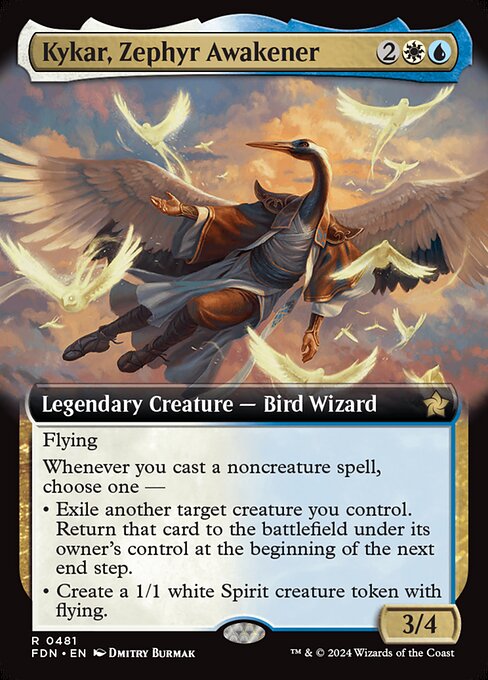 Kykar, Zephyr Awakener 2
Legendary Creature — Bird Wizard
Flying
Whenever you cast a noncreature spell,
choose one —
• Exile another target creature you control.
Return that card to the battlefield under its
owner's control at the beginning of the next
end step.
• Create a 1/1 white Spirit creature token with
flying.
3/4
R 0481
FDN • EN Dmitry Burmak
™ & © 2024 Wizards of the Coast